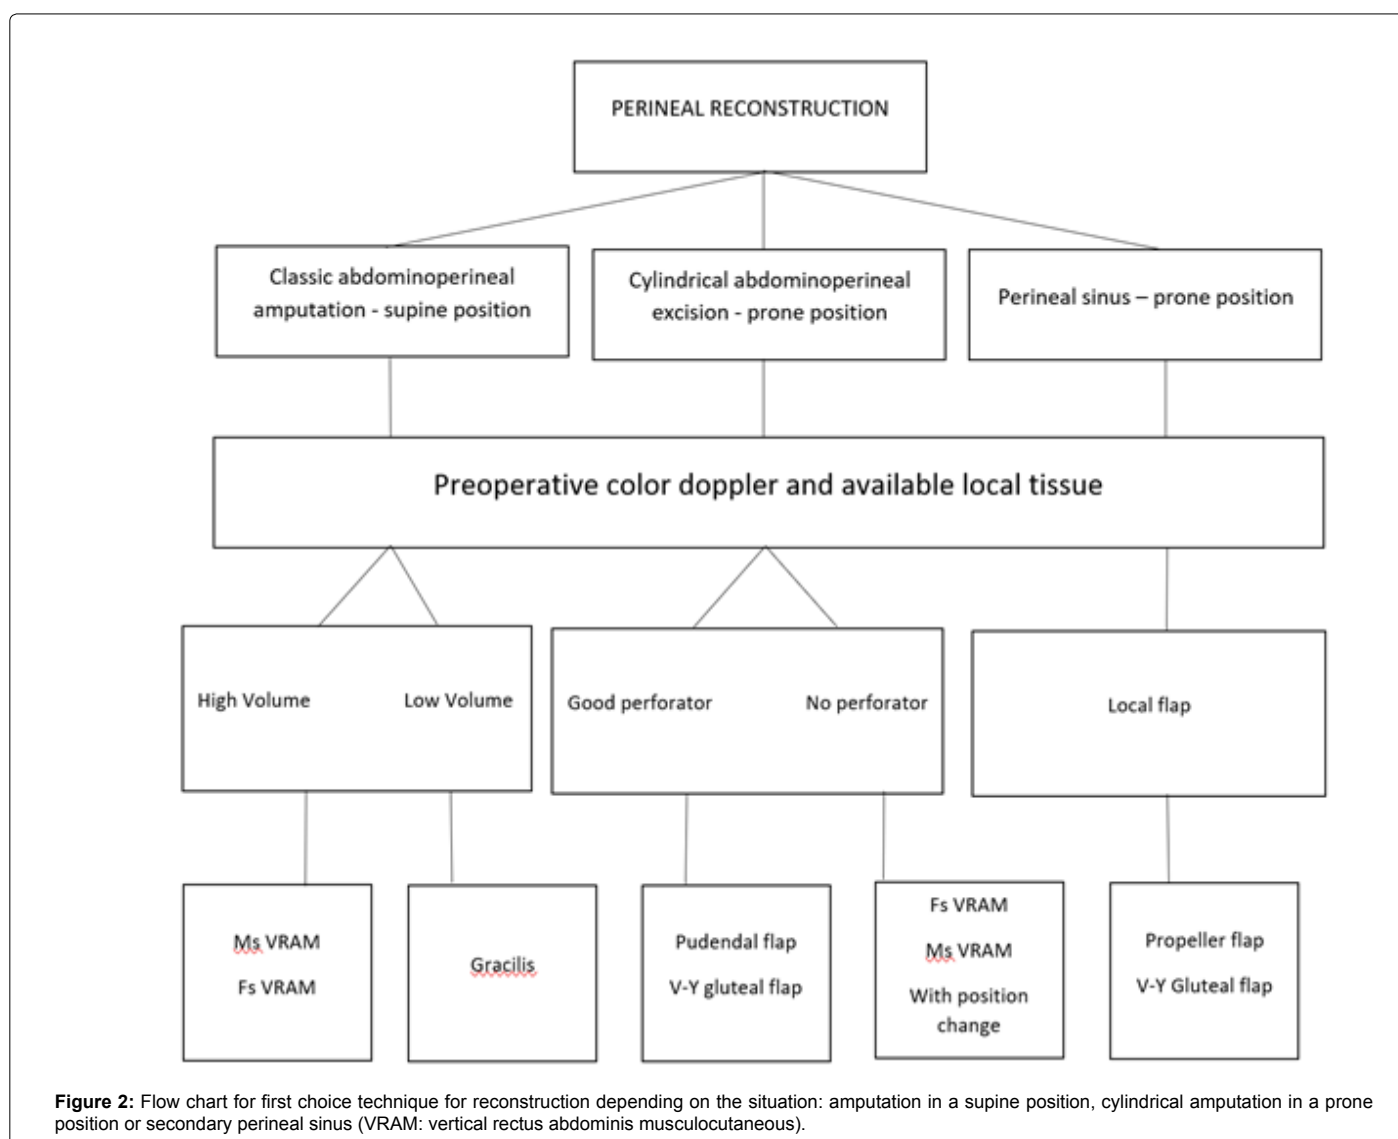 PERINEAL RECONSTRUCTION
Classic abdominoperineal
amputation - supine position
Cylindrical abdominoperineal
excision - prone position
Perineal sinus – prone position
Preoperative color doppler and available local tissue
High Volume
Low Volume
Good perforator
No perforator
Local flap
Ms VRAM
Fs VRAM
Gracilis
Pudendal flap
V-Y gluteal flap
Fs VRAM
Ms VRAM
With position
change
Propeller flap
V-Y Gluteal flap
Figure 2: Flow chart for first choice technique for reconstruction depending on the situation: amputation in a supine position, cylindrical amputation in a prone
position or secondary perineal sinus (VRAM: vertical rectus abdominis musculocutaneous).